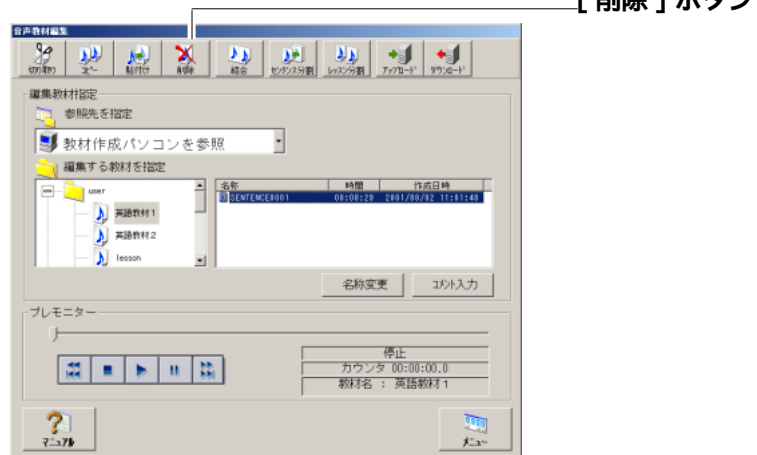 [ 削除 ] ボタン
音声教材編集
切り取り コピー 貼付け 削除 結合 センテンス分割 レッスン分割 アップロード ダウンロード
編集教材指定
参照先を指定
教材作成パソコンを参照
編集する教材を指定
user
英語教材1
英語教材2
lesson
名称 時間 作成日時
SENTENCE0001 00:00:29 2001/08/02 11:01:40
名称変更 コメント入力
プレモニター
停止
カウンタ 00:00:00.0
教材名 : 英語教材1
マニュアル メニュー